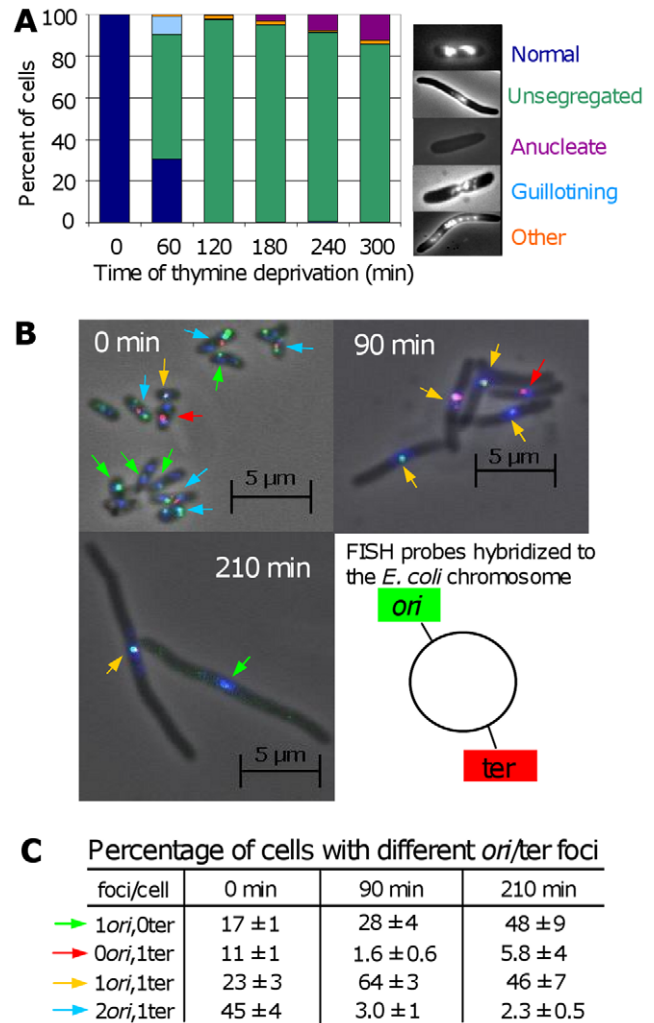 A
100
80
60
40
20
0
Percent of cells
0 60 120 180 240 300
Time of thymine deprivation (min)
Normal
Unsegregated
Anucleate
Guillotining
Other
B
0 min
5 µm
90 min
5 µm
210 min
5 µm
FISH probes hybridized to
the E. coli chromosome
ori
ter
C Percentage of cells with different ori/ter foci
foci/cell 0 min 90 min 210 min
1ori,0ter 17 ±1 28 ±4 48 ±9
0ori,1ter 11 ±1 1.6 ±0.6 5.8 ±4
1ori,1ter 23 ±3 64 ±3 46 ±7
2ori,1ter 45 ±4 3.0 ±1 2.3 ±0.5